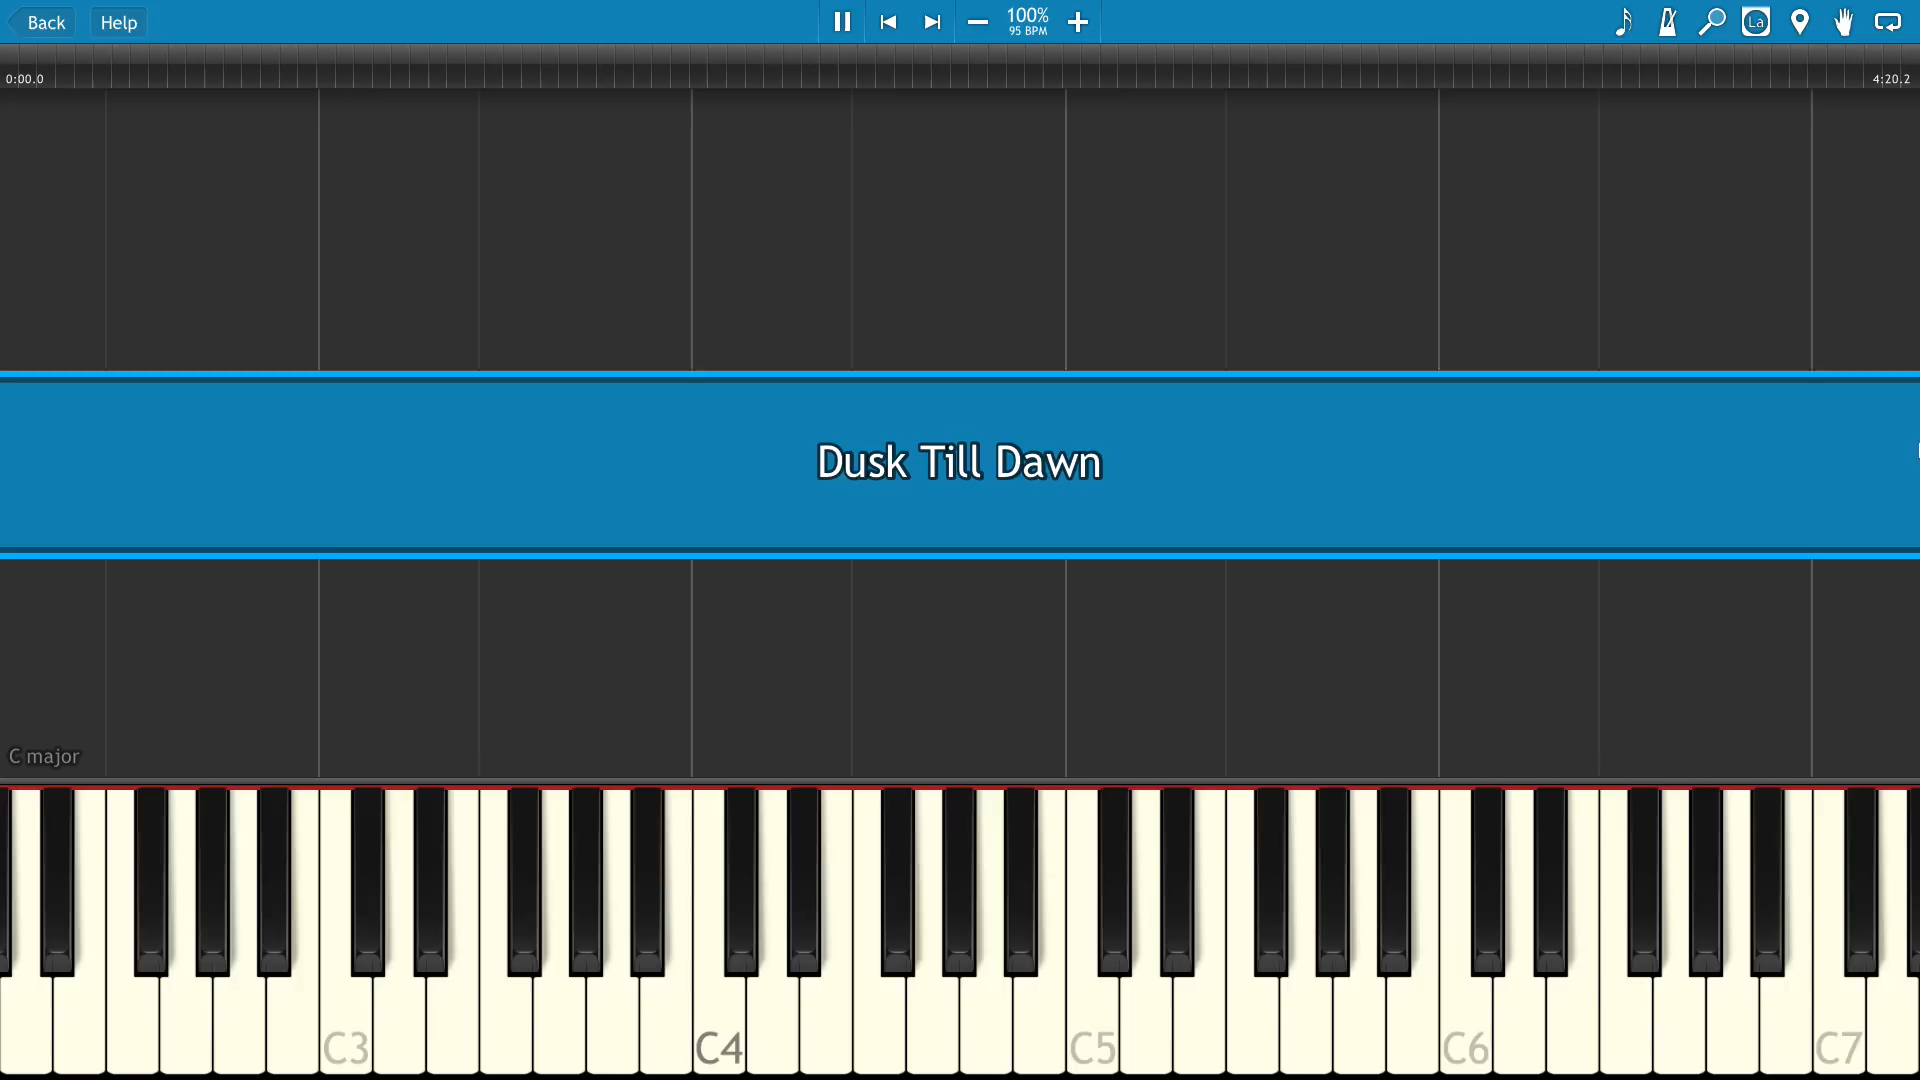 Back Help 100% La
95 BPM
0:00.0 4:20.2
Dusk Till Dawn
C major
C3 C4 C5 C6 C7